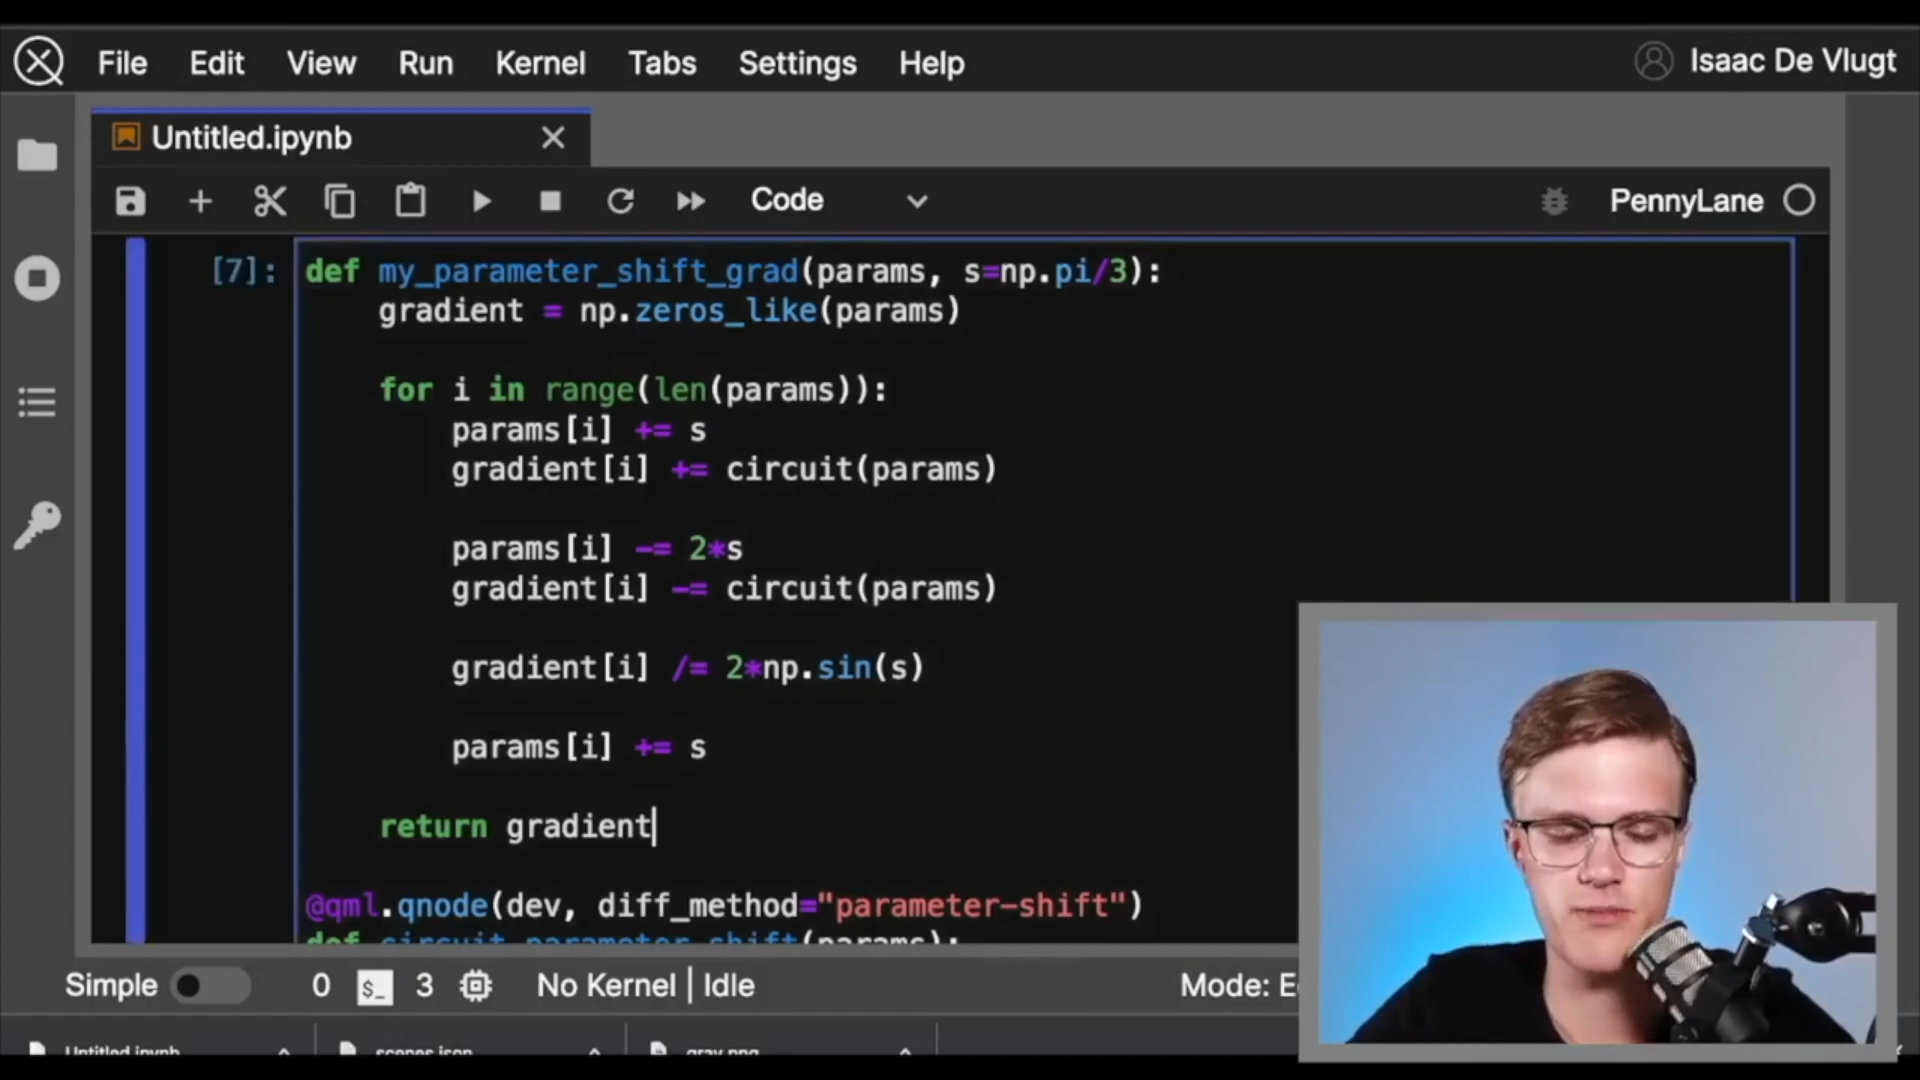 File Edit View Run Kernel Tabs Settings Help
Isaac De Vlugt
Untitled.ipynb
Code
PennyLane
[7]: def my_parameter_shift_grad(params, s=np.pi/3):
gradient = np.zeros_like(params)
for i in range(len(params)):
params[i] += s
gradient[i] += circuit(params)
params[i] -= 2*s
gradient[i] -= circuit(params)
gradient[i] /= 2*np.sin(s)
params[i] += s
return gradient
@qml.qnode(dev, diff_method="parameter-shift")
def circuit_parameter_shift(params):
Simple 0 $_ 3 No Kernel | Idle
Mode: E
Untitled.ipynb scenes.json gray.png